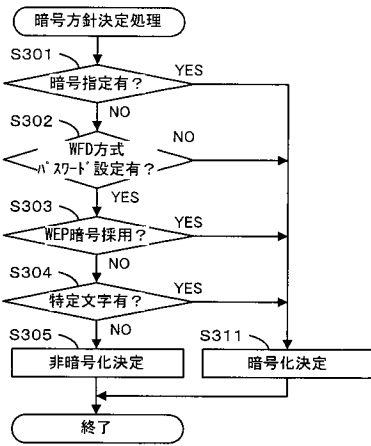 暗号方針決定処理
S301
暗号指定有?
YES
NO
S302
WFD方式
パスワード設定有?
NO
YES
S303
WEP暗号採用?
YES
NO
S304
特定文字有?
YES
NO
S305
非暗号化決定
S311
暗号化決定
終了